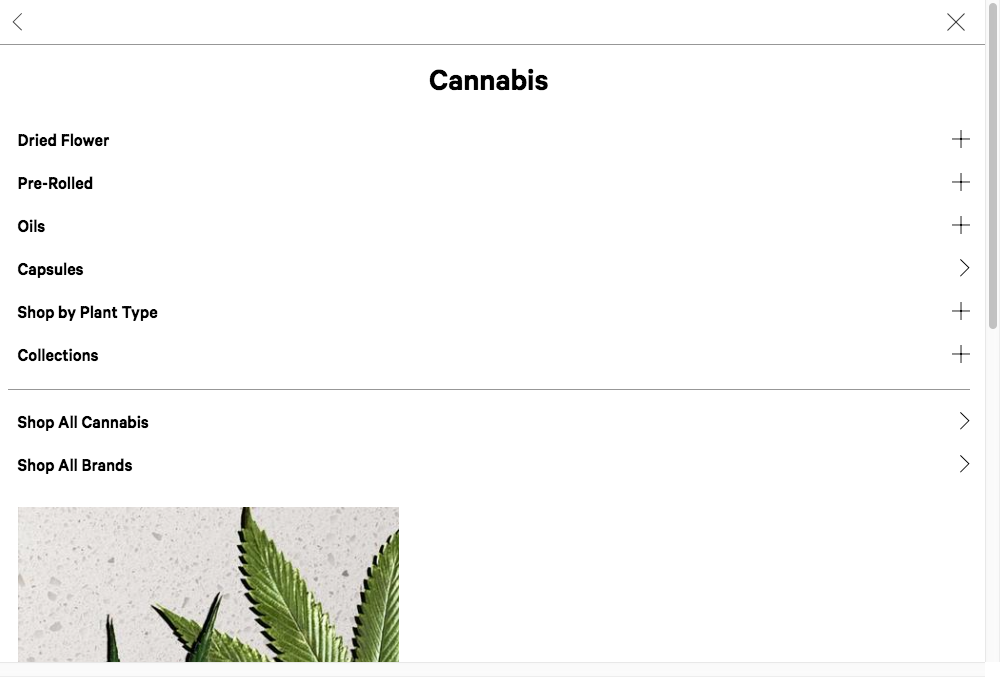 Cannabis
Dried Flower
Pre-Rolled
Oils
Capsules
Shop by Plant Type
Collections
Shop All Cannabis
Shop All Brands